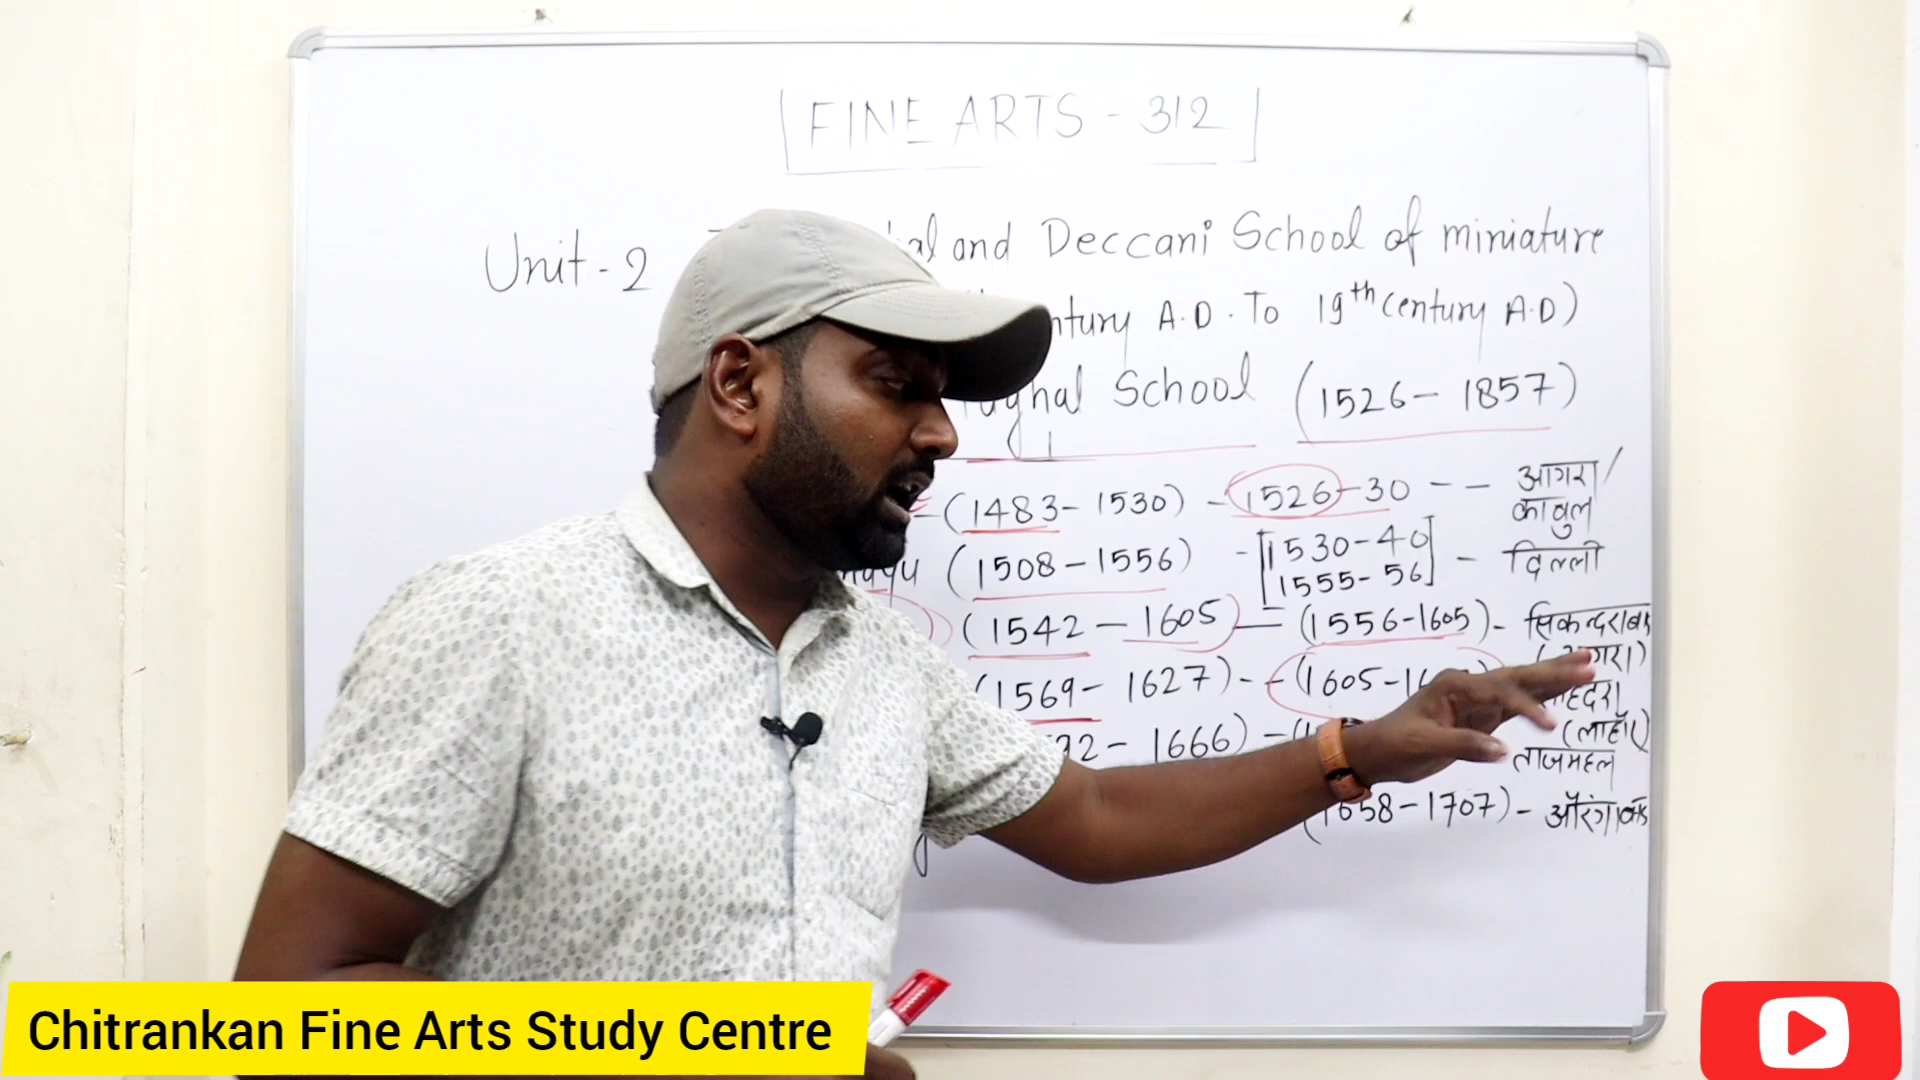 FINE ARTS - 312
Unit - 2 and Deccani School of miniature
A.D. To 19th century A.D)
School (1526 - 1857)
- (1483 - 1530) - 1526 - 30 - - आगरा /
काबुल
(1508 - 1556) - [1530 - 40
1555 - 56] - दिल्ली
(1542 - 1605) — (1556 - 1605) - सिकन्दराबाद
(1569 - 1627) - - (1605 -
(लाहौर)
- 1666) - ताजमहल
(1658 - 1707) - औरंगाबाद
Chitrankan Fine Arts Study Centre